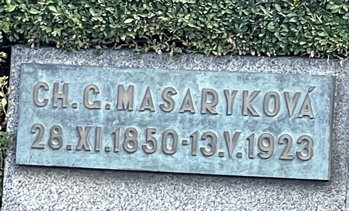 CH. G. MASARYKOVÁ
28.XI.1850-13.V.1923